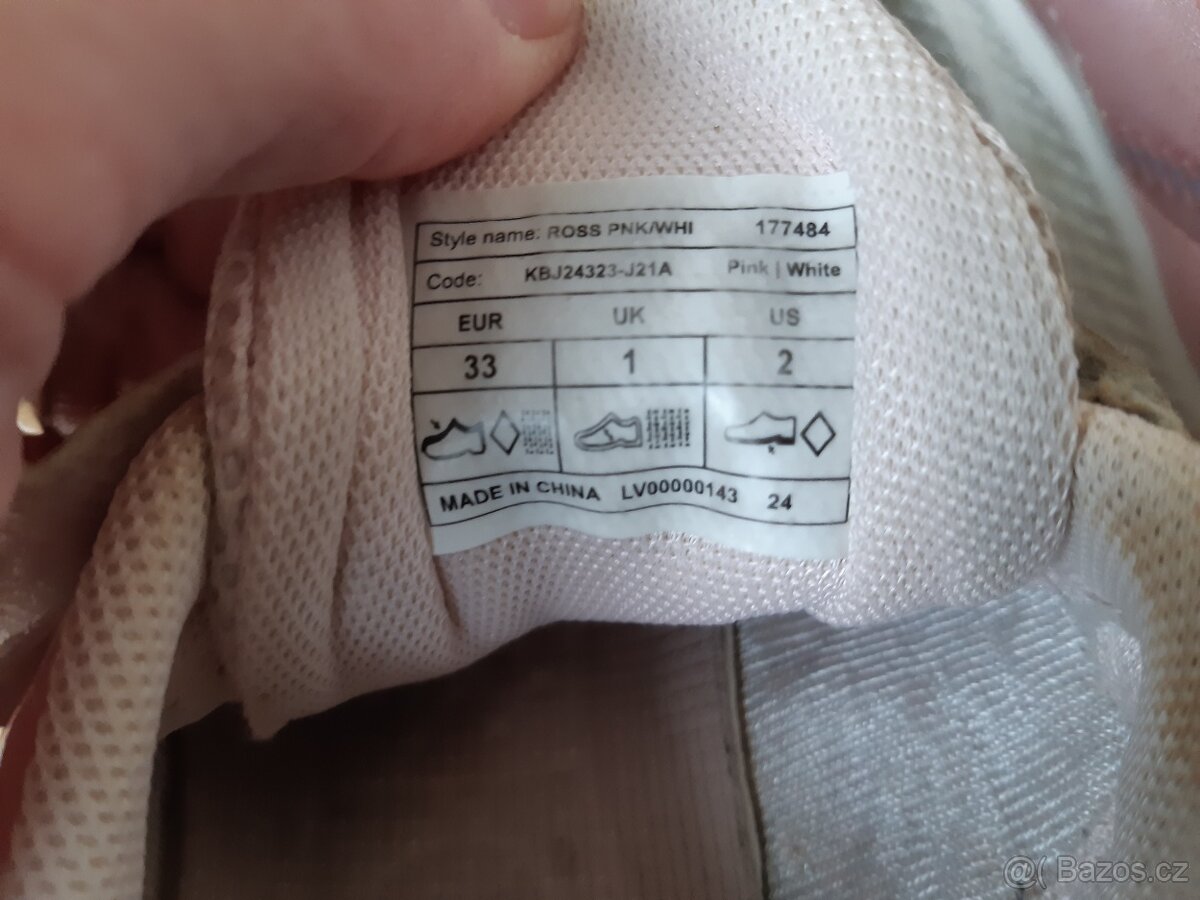 Style name: ROSS PNK/WHI 177484
Code: KBJ24323-J21A Pink | White
EUR UK US
33 1 2
MADE IN CHINA LV00000143 24
@( Bazos.cz